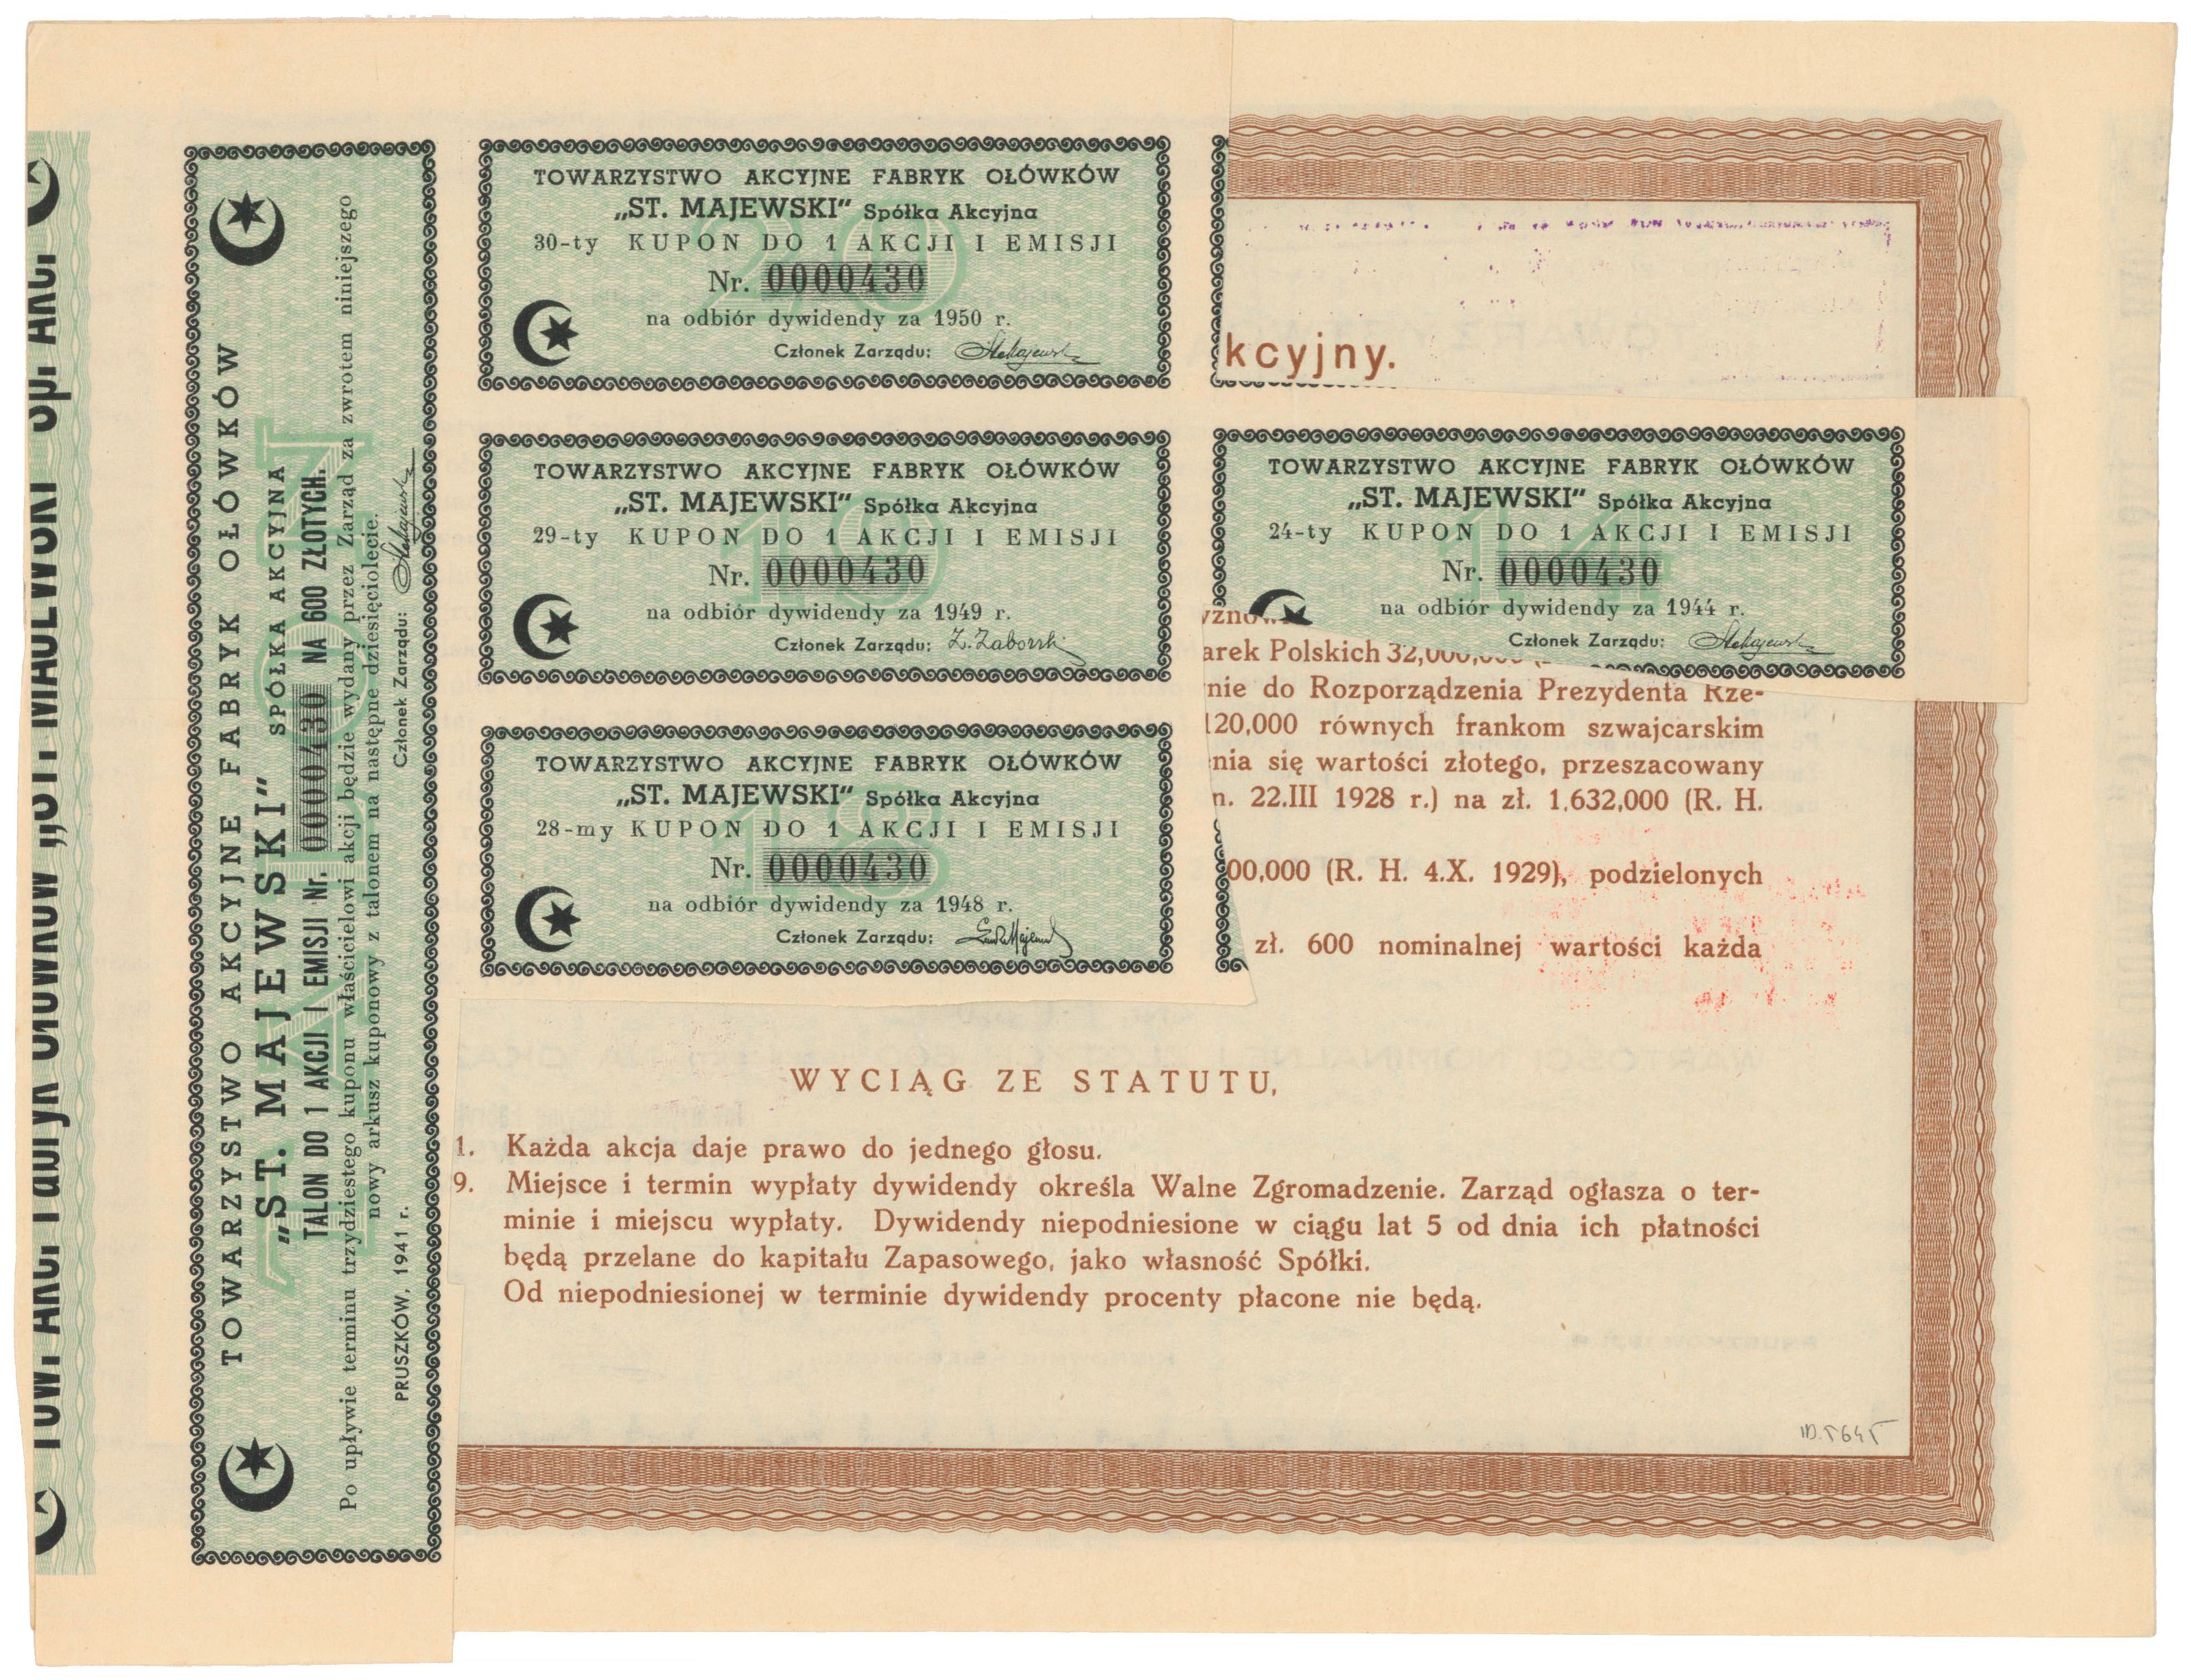 Tow. Akc. Fabryk Ołówków „ST. MAJEWSKI" Sp. Akc.
TOWARZYSTWO AKCYJNE FABRYK OŁÓWKÓW
„ST. MAJEWSKI" SPÓŁKA AKCYJNA
TALON DO 1 AKCJI I EMISJI Nr. 0000430 NA 600 ZŁOTYCH.
Po upływie terminu trzydziestego kuponu właścicielowi akcji będzie wydany przez Zarząd za zwrotem niniejszego
nowy arkusz kuponowy z talonem na następne dziesięciolecie.
PRUSZKÓW, 1941 r. Członek Zarządu:
TOWARZYSTWO AKCYJNE FABRYK OŁÓWKÓW
„ST. MAJEWSKI" Spółka Akcyjna
30-ty KUPON DO 1 AKCJI I EMISJI
Nr. 0000430
na odbiór dywidendy za 1950 r.
Członek Zarządu:
TOWARZYSTWO AKCYJNE FABRYK OŁÓWKÓW
„ST. MAJEWSKI" Spółka Akcyjna
29-ty KUPON DO 1 AKCJI I EMISJI
Nr. 0000430
na odbiór dywidendy za 1949 r.
Członek Zarządu:
TOWARZYSTWO AKCYJNE FABRYK OŁÓWKÓW
„ST. MAJEWSKI" Spółka Akcyjna
28-my KUPON DO 1 AKCJI I EMISJI
Nr. 0000430
na odbiór dywidendy za 1948 r.
Członek Zarządu:
kcyjny.
TOWARZYSTWO AKCYJNE FABRYK OŁÓWKÓW
„ST. MAJEWSKI" Spółka Akcyjna
24-ty KUPON DO 1 AKCJI I EMISJI
Nr. 0000430
na odbiór dywidendy za 1944 r.
Członek Zarządu:
arek Polskich 32,000,000
nie do Rozporządzenia Prezydenta Rze-
120,000 równych frankom szwajcarskim
nia się wartości złotego, przeszacowany
n. 22.III 1928 r.) na zł. 1,632,000 (R. H.
00,000 (R. H. 4.X. 1929), podzielonych
zł. 600 nominalnej wartości każda
WYCIĄG ZE STATUTU,
1. Każda akcja daje prawo do jednego głosu.
9. Miejsce i termin wypłaty dywidendy określa Walne Zgromadzenie. Zarząd ogłasza o ter-
minie i miejscu wypłaty. Dywidendy niepodniesione w ciągu lat 5 od dnia ich płatności
będą przelane do kapitału Zapasowego, jako własność Spółki.
Od niepodniesionej w terminie dywidendy procenty płacone nie będą.